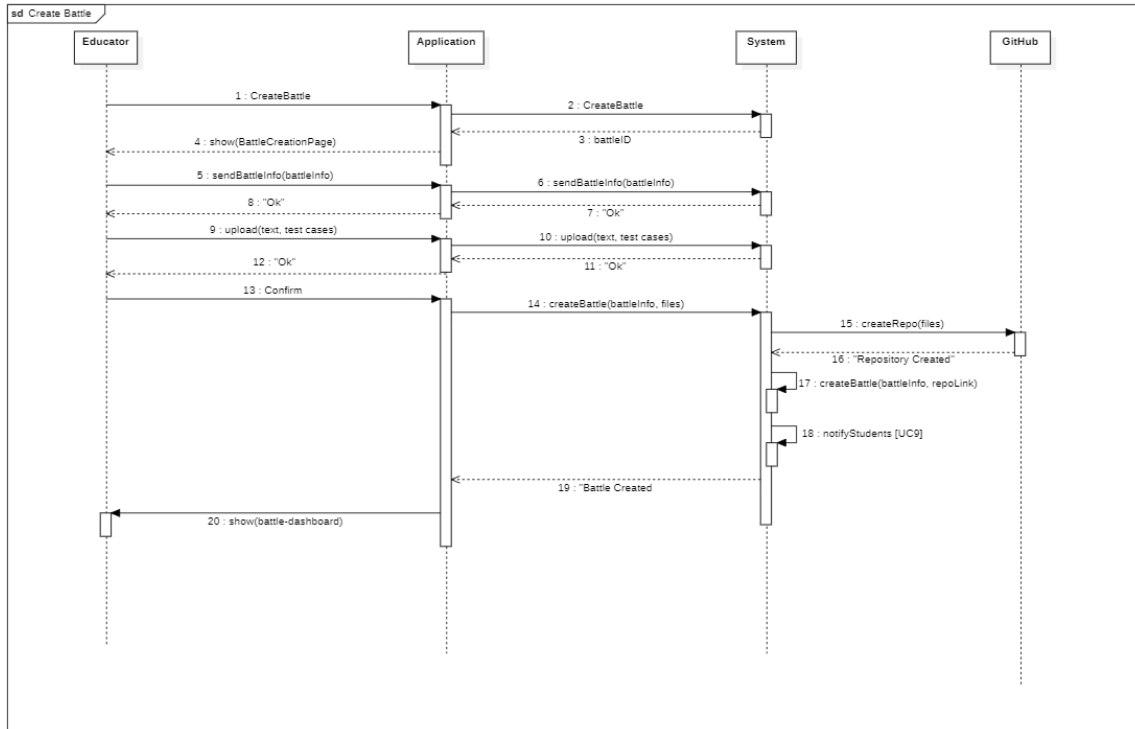 sd Create Battle
Educator
Application
System
GitHub
1 : CreateBattle
2 : CreateBattle
3 : battleID
4 : show(BattleCreationPage)
5 : sendBattleInfo(battleInfo)
6 : sendBattleInfo(battleInfo)
7 : "Ok"
8 : "Ok"
9 : upload(text, test cases)
10 : upload(text, test cases)
11 : "Ok"
12 : "Ok"
13 : Confirm
14 : createBattle(battleInfo, files)
15 : createRepo(files)
16 : "Repository Created"
17 : createBattle(battleInfo, repoLink)
18 : notifyStudents [UC9]
19 : "Battle Created
20 : show(battle-dashboard)